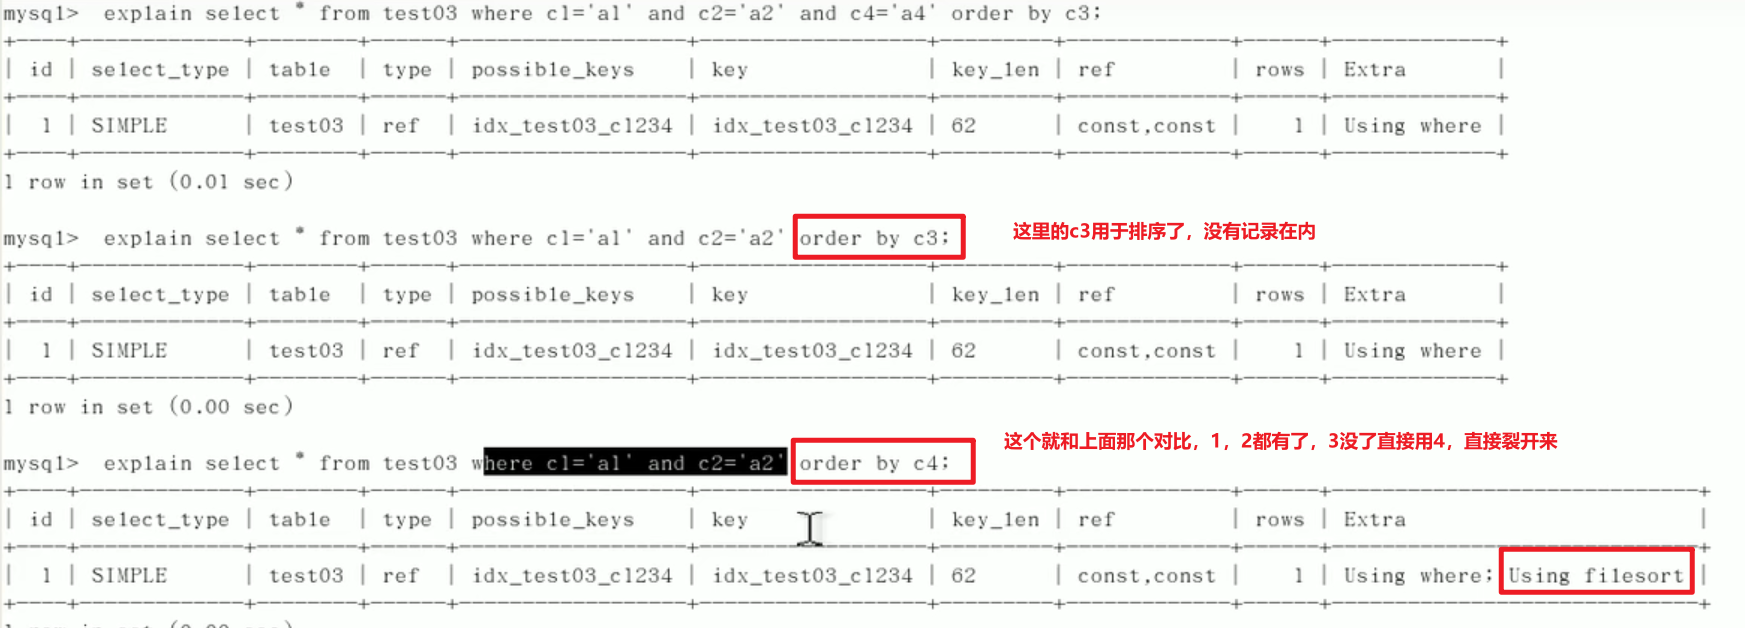 mysql> explain select * from test03 where c1='a1' and c2='a2' and c4='a4' order by c3;
| id | select_type | table | type | possible_keys | key | key_len | ref | rows | Extra |
| 1 | SIMPLE | test03 | ref | idx_test03_c1234 | idx_test03_c1234 | 62 | const,const | 1 | Using where |
1 row in set (0.01 sec)
mysql> explain select * from test03 where c1='a1' and c2='a2' order by c3; 这里的c3用于排序了，没有记录在内
| id | select_type | table | type | possible_keys | key | key_len | ref | rows | Extra |
| 1 | SIMPLE | test03 | ref | idx_test03_c1234 | idx_test03_c1234 | 62 | const,const | 1 | Using where |
1 row in set (0.00 sec)
这个就和上面那个对比，1，2都有了，3没了直接用4，直接裂开来
mysql> explain select * from test03 where c1='a1' and c2='a2' order by c4;
| id | select_type | table | type | possible_keys | key | key_len | ref | rows | Extra |
| 1 | SIMPLE | test03 | ref | idx_test03_c1234 | idx_test03_c1234 | 62 | const,const | 1 | Using where; Using filesort |